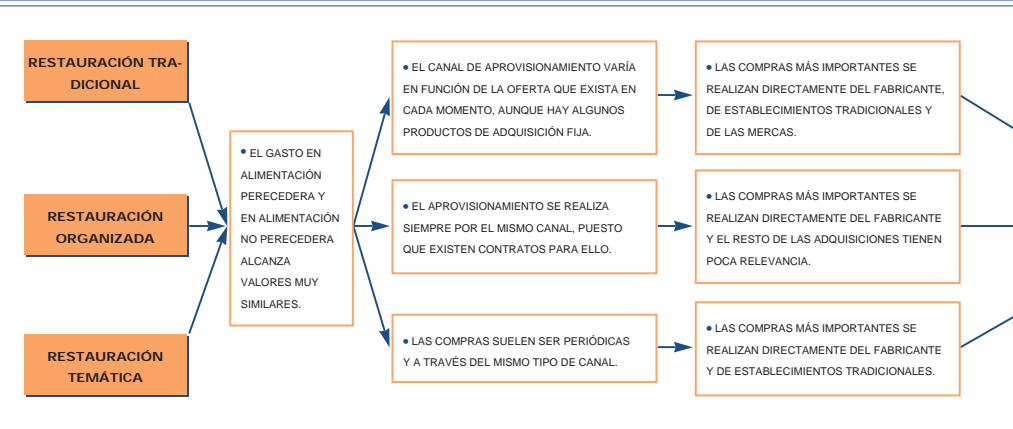 RESTAURACIÓN TRA-
DICIONAL
RESTAURACIÓN
ORGANIZADA
RESTAURACIÓN
TEMÁTICA
• EL GASTO EN
ALIMENTACIÓN
PERECEDERA Y
EN ALIMENTACIÓN
NO PERECEDERA
ALCANZA
VALORES MUY
SIMILARES.
• EL CANAL DE APROVISIONAMIENTO VARÍA
EN FUNCIÓN DE LA OFERTA QUE EXISTA EN
CADA MOMENTO, AUNQUE HAY ALGUNOS
PRODUCTOS DE ADQUISICIÓN FIJA.
• EL APROVISIONAMIENTO SE REALIZA
SIEMPRE POR EL MISMO CANAL, PUESTO
QUE EXISTEN CONTRATOS PARA ELLO.
• LAS COMPRAS SUELEN SER PERIÓDICAS
Y A TRAVÉS DEL MISMO TIPO DE CANAL.
• LAS COMPRAS MÁS IMPORTANTES SE
REALIZAN DIRECTAMENTE DEL FABRICANTE,
DE ESTABLECIMIENTOS TRADICIONALES Y
DE LAS MERCAS.
• LAS COMPRAS MÁS IMPORTANTES SE
REALIZAN DIRECTAMENTE DEL FABRICANTE
Y EL RESTO DE LAS ADQUISICIONES TIENEN
POCA RELEVANCIA.
• LAS COMPRAS MÁS IMPORTANTES SE
REALIZAN DIRECTAMENTE DEL FABRICANTE
Y DE ESTABLECIMIENTOS TRADICIONALES.